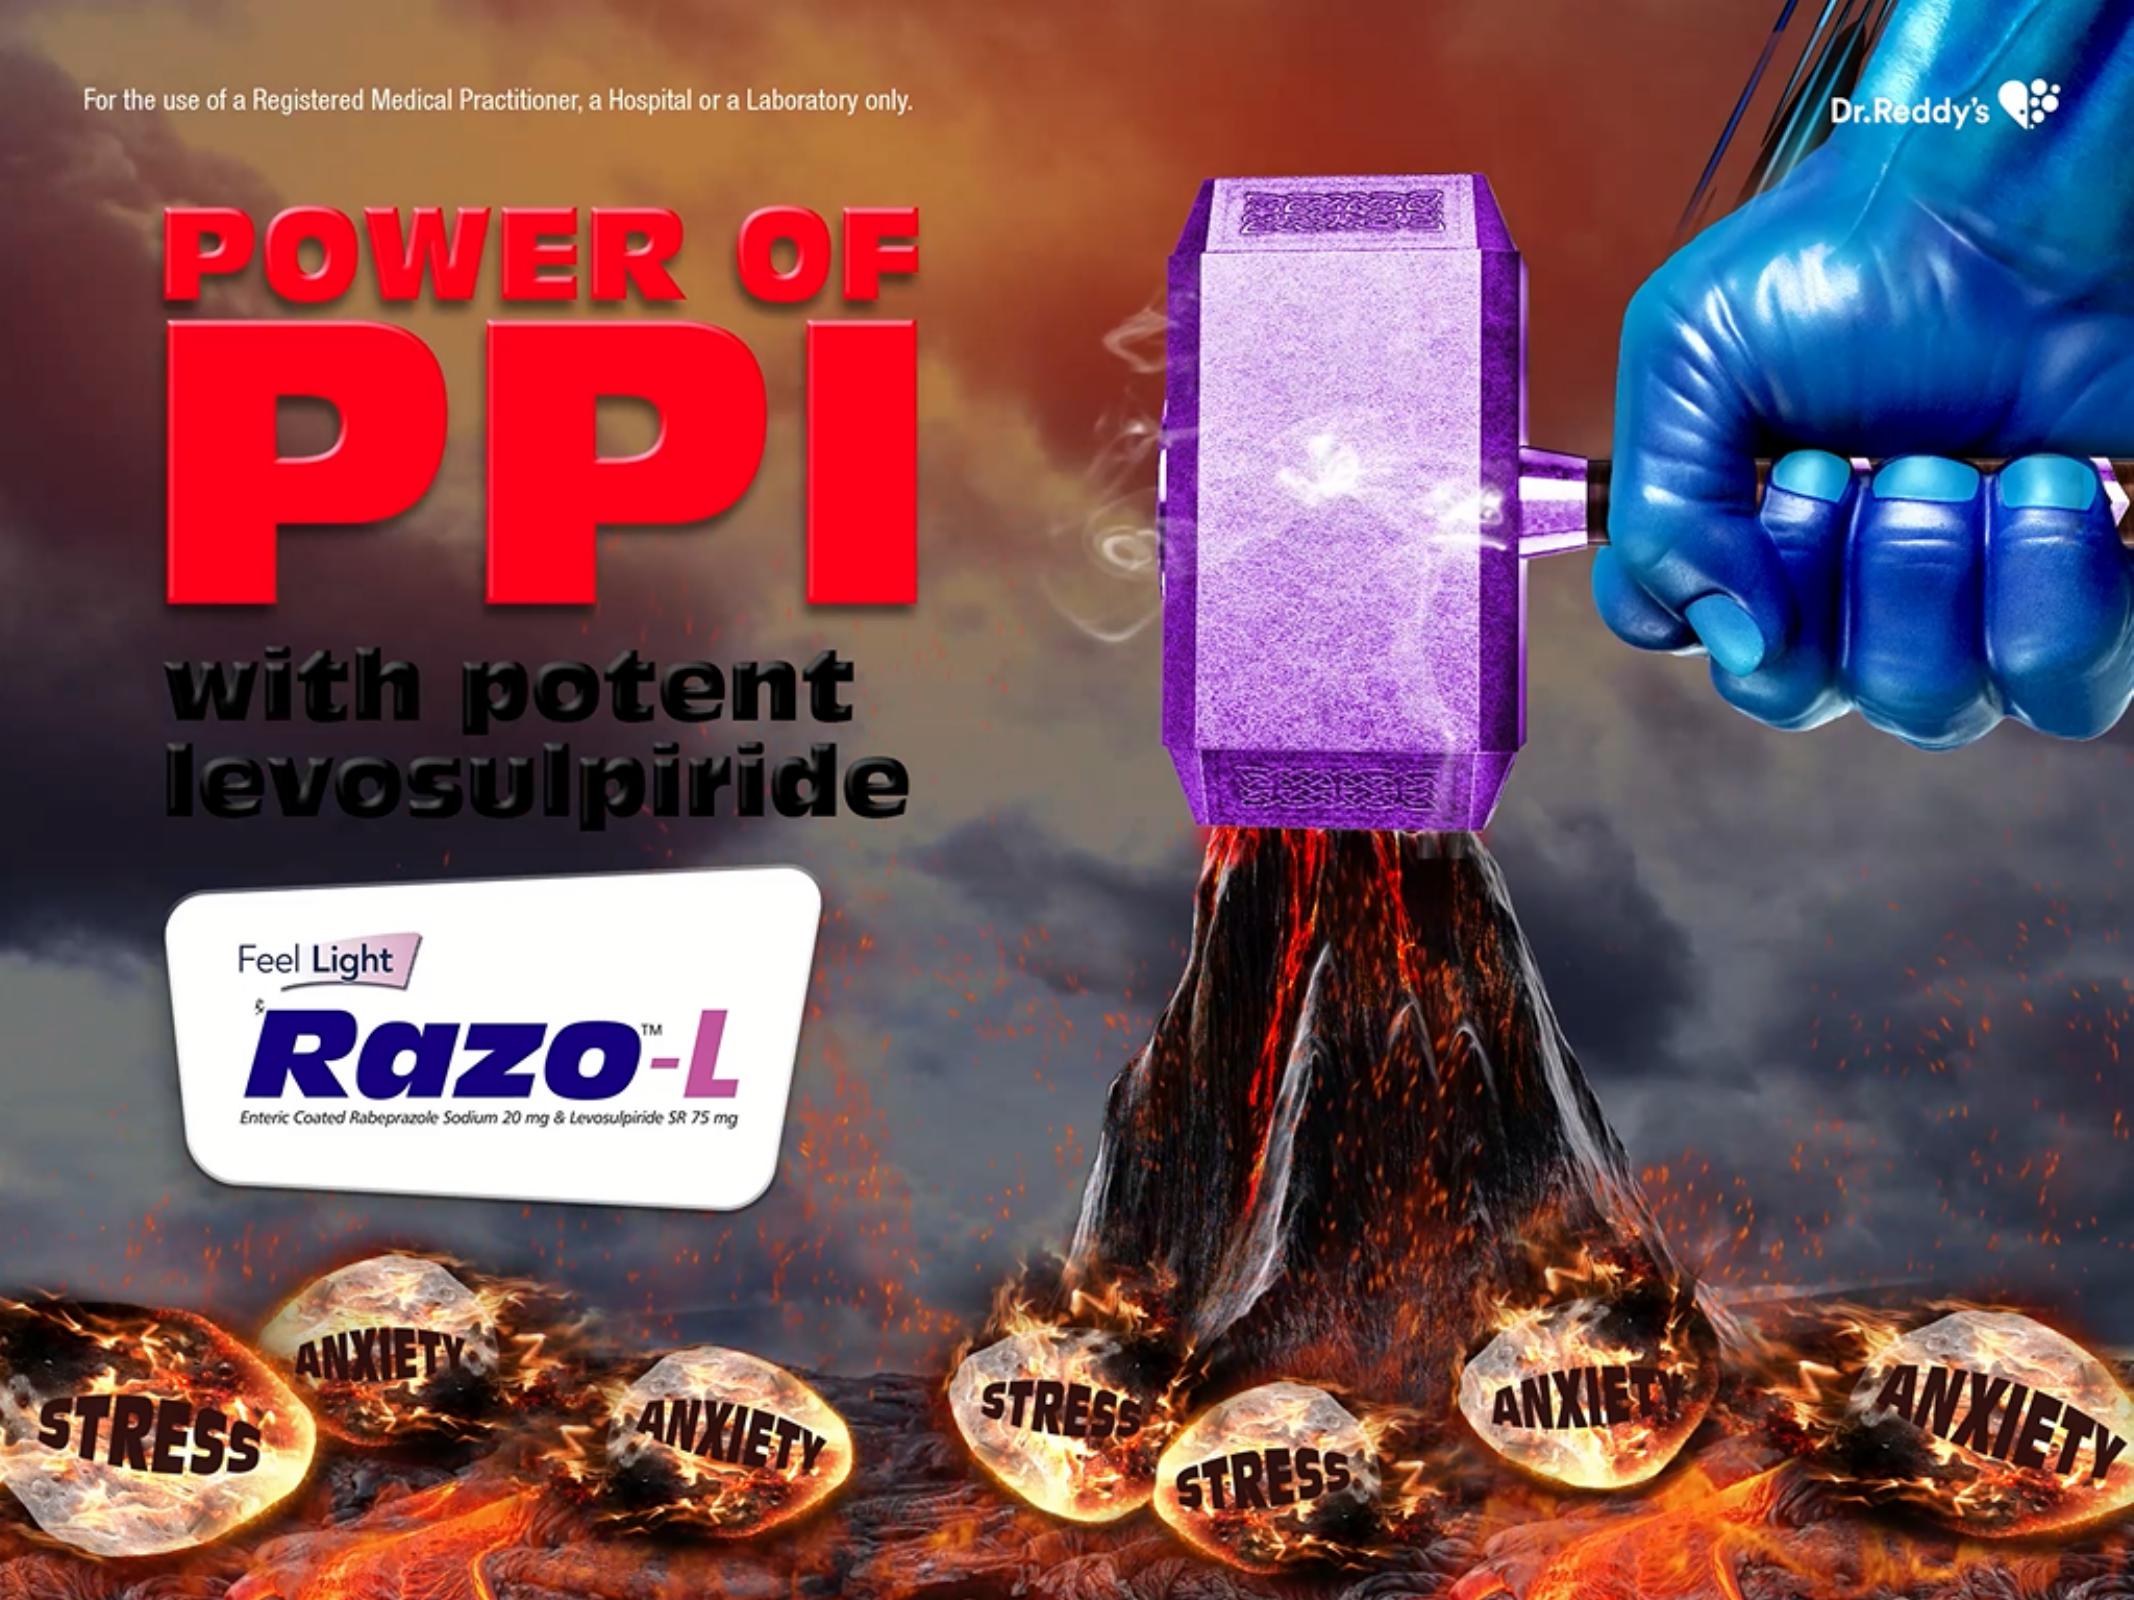 For the use of a Registered Medical Practitioner, a Hospital or a Laboratory only.
Dr.Reddy's
POWER OF
PPI
with potent
levosulpiride
Feel Light
Razo™-L
Enteric Coated Rabeprazole Sodium 20 mg & Levosulpiride SR 75 mg
ANXIETY
STRESS
ANXIETY
STRESS
STRESS
ANXIETY
ANXIETY